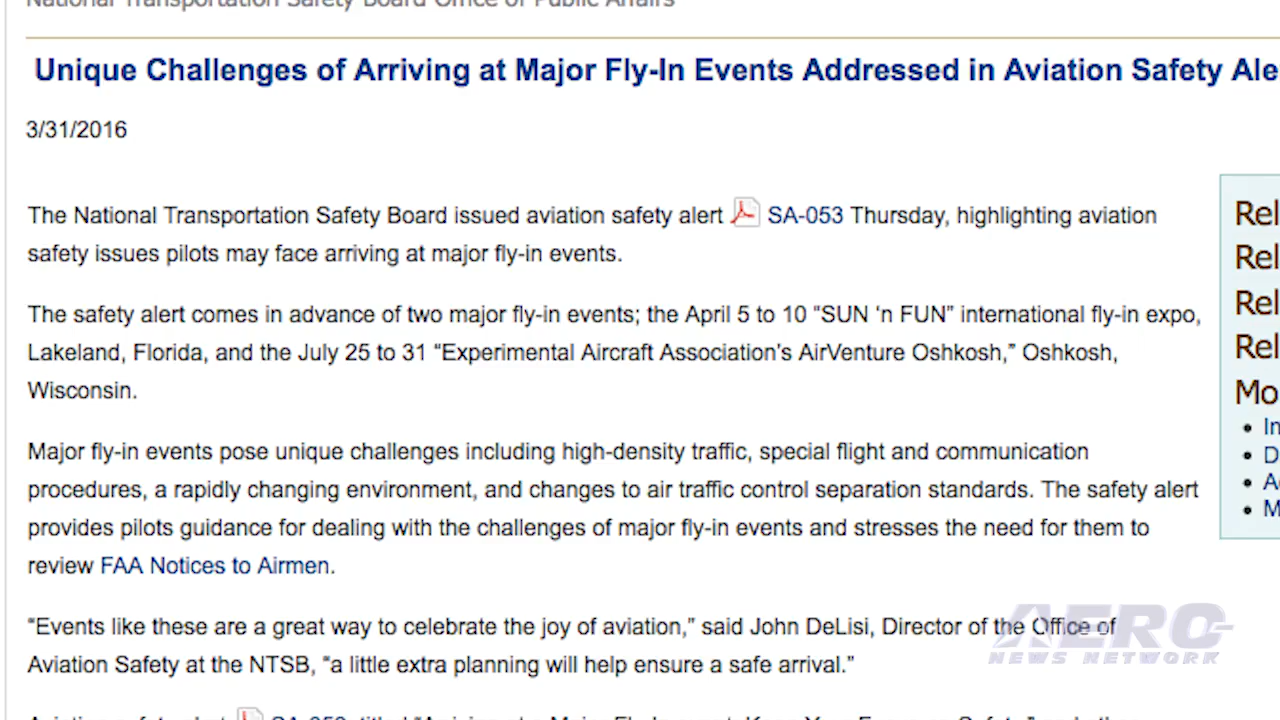 National Transportation Safety Board Office of Public Affairs
Unique Challenges of Arriving at Major Fly-In Events Addressed in Aviation Safety Ale
3/31/2016
The National Transportation Safety Board issued aviation safety alert SA-053 Thursday, highlighting aviation
safety issues pilots may face arriving at major fly-in events.
The safety alert comes in advance of two major fly-in events; the April 5 to 10 “SUN ‘n FUN” international fly-in expo,
Lakeland, Florida, and the July 25 to 31 “Experimental Aircraft Association’s AirVenture Oshkosh,” Oshkosh,
Wisconsin.
Major fly-in events pose unique challenges including high-density traffic, special flight and communication
procedures, a rapidly changing environment, and changes to air traffic control separation standards. The safety alert
provides pilots guidance for dealing with the challenges of major fly-in events and stresses the need for them to
review FAA Notices to Airmen.
“Events like these are a great way to celebrate the joy of aviation,” said John DeLisi, Director of the Office of
Aviation Safety at the NTSB, “a little extra planning will help ensure a safe arrival.”
Rel
Rel
Rel
Rel
Mo
In
D
A
M
AERO
NEWS NETWORK